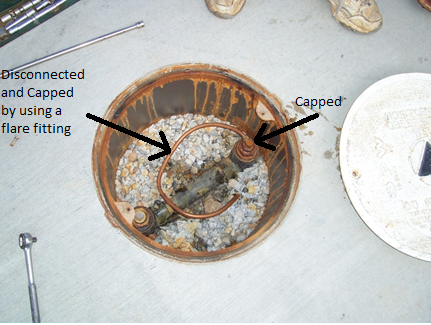 Disconnected
and Capped
by using a
flare fitting
Capped